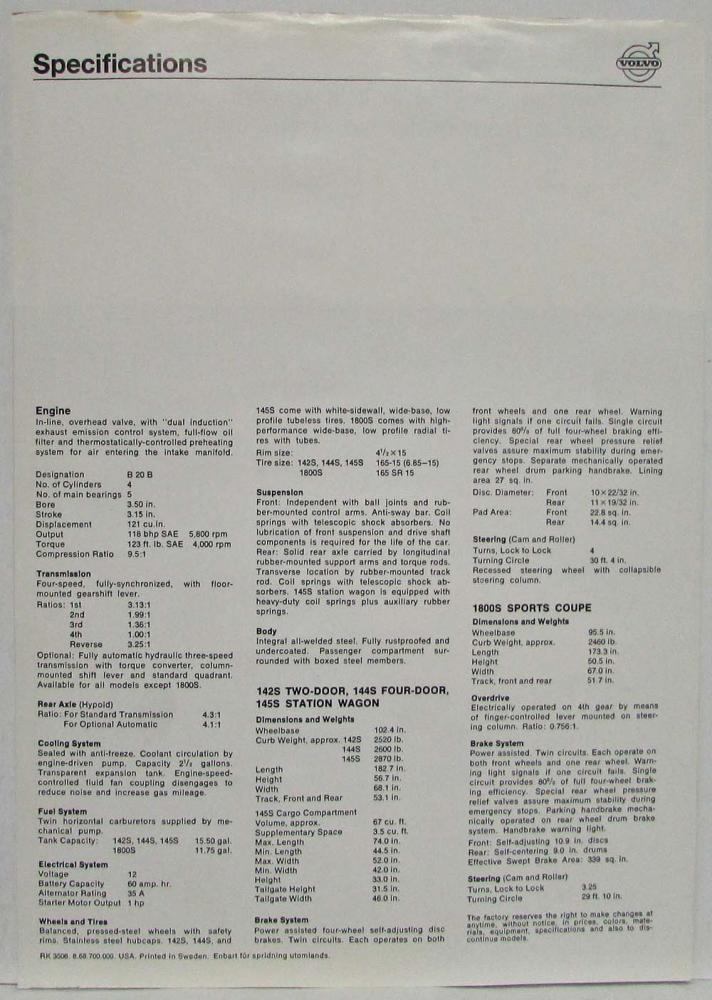 Specifications
VOLVO
Engine
In-line, overhead valve, with "dual induction"
exhaust emission control system, full-flow oil
filter and thermostatically-controlled preheating
system for air entering the intake manifold.
Designation B 20 B
No. of Cylinders 4
No. of main bearings 5
Bore 3.50 in.
Stroke 3.15 in.
Displacement 121 cu.in.
Output 118 bhp SAE 5,800 rpm
Torque 123 ft. lb. SAE 4,000 rpm
Compression Ratio 9.5:1
Transmission
Four-speed, fully-synchronized, with floor-
mounted gearshift lever.
Ratios: 1st 3.13:1
2nd 1.99:1
3rd 1.36:1
4th 1.00:1
Reverse 3.25:1
Optional: Fully automatic hydraulic three-speed
transmission with torque converter, column-
mounted shift lever and standard quadrant.
Available for all models except 1800S.
Rear Axle (Hypoid)
Ratio: For Standard Transmission 4.3:1
For Optional Automatic 4.1:1
Cooling System
Sealed with anti-freeze. Coolant circulation by
engine-driven pump. Capacity 2 1/2 gallons.
Transparent expansion tank. Engine-speed-
controlled fluid fan coupling disengages to
reduce noise and increase gas mileage.
Fuel System
Twin horizontal carburetors supplied by me-
chanical pump.
Tank Capacity: 142S, 144S, 145S 15.50 gal.
1800S 11.75 gal.
Electrical System
Voltage 12
Battery Capacity 60 amp. hr.
Alternator Rating 35 A
Starter Motor Output 1 hp
Wheels and Tires
Balanced, pressed-steel wheels with safety
rims. Stainless steel hubcaps. 142S, 144S, and
RK 3506. 8.68.700.000. USA. Printed in Sweden. Enbart för spridning utomlands.
145S come with white-sidewall, wide-base, low
profile tubeless tires. 1800S comes with high-
performance wide-base, low profile radial ti-
res with tubes.
Rim size: 4 1/2 × 15
Tire size: 142S, 144S, 145S 165-15 (6.85-15)
1800S 165 SR 15
Suspension
Front: Independent with ball joints and rub-
ber-mounted control arms. Anti-sway bar. Coil
springs with telescopic shock absorbers. No
lubrication of front suspension and drive shaft
components is required for the life of the car.
Rear: Solid rear axle carried by longitudinal
rubber-mounted support arms and torque rods.
Transverse location by rubber-mounted track
rod. Coil springs with telescopic shock ab-
sorbers. 145S station wagon is equipped with
heavy-duty coil springs plus auxiliary rubber
springs.
Body
Integral all-welded steel. Fully rustproofed and
undercoated. Passenger compartment sur-
rounded with boxed steel members.
142S TWO-DOOR, 144S FOUR-DOOR,
145S STATION WAGON
Dimensions and Weights
Wheelbase 102.4 in.
Curb Weight, approx. 142S 2520 lb.
144S 2600 lb.
145S 2870 lb.
Length 182.7 in.
Height 56.7 in.
Width 68.1 in.
Track, Front and Rear 53.1 in.
145S Cargo Compartment
Volume, approx. 67 cu. ft.
Supplementary Space 3.5 cu. ft.
Max. Length 74.0 in.
Min. Length 44.5 in.
Max. Width 52.0 in.
Min. Width 42.0 in.
Height 33.0 in.
Tailgate Height 31.5 in.
Tailgate Width 46.0 in.
Brake System
Power assisted four-wheel self-adjusting disc
brakes. Twin circuits. Each operates on both
front wheels and one rear wheel. Warning
light signals if one circuit fails. Single circuit
provides 80% of full four-wheel braking effi-
ciency. Special rear wheel pressure relief
valves assure maximum stability during emer-
gency stops. Separate mechanically operated
rear wheel drum parking handbrake. Lining
area 27 sq. in.
Disc. Diameter: Front 10×22/32 in.
Rear 11×19/32 in.
Pad Area: Front 22.8 sq. in.
Rear 14.4 sq. in.
Steering (Cam and Roller)
Turns, Lock to Lock 4
Turning Circle 30 ft. 4 in.
Recessed steering wheel with collapsible
steering column.
1800S SPORTS COUPE
Dimensions and Weights
Wheelbase 95.5 in.
Curb Weight, approx. 2460 lb.
Length 173.3 in.
Height 50.5 in.
Width 67.0 in.
Track, front and rear 51.7 in.
Overdrive
Electrically operated on 4th gear by means
of finger-controlled lever mounted on steer-
ing column. Ratio: 0.756:1.
Brake System
Power assisted. Twin circuits. Each operate on
both front wheels and one rear wheel. Warn-
ing light signals if one circuit fails. Single
circuit provides 80% of full four-wheel brak-
ing efficiency. Special rear wheel pressure
relief valves assure maximum stability during
emergency stops. Parking handbrake mecha-
nically operated on rear wheel drum brake
system. Handbrake warning light.
Front: Self-adjusting 10.9 in. discs
Rear: Self-centering 9.0 in. drums
Effective Swept Brake Area: 339 sq. in.
Steering (Cam and Roller)
Turns, Lock to Lock 3.25
Turning Circle 29 ft. 10 in.
The factory reserves the right to make changes at
anytime, without notice, in prices, colors, mate-
rials, equipment, specifications and also to dis-
continue models.